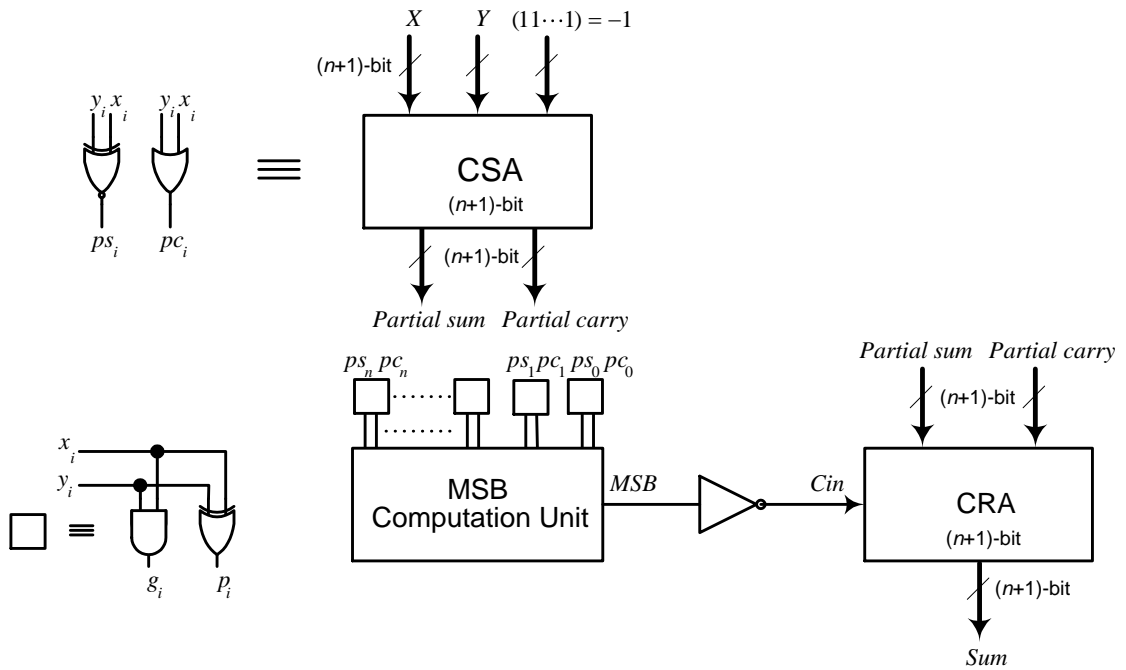 X Y (11···1) = −1
(n+1)-bit
y_i x_i y_i x_i
CSA
(n+1)-bit
ps_i pc_i
(n+1)-bit
Partial sum Partial carry
ps_n pc_n ps_1 pc_1 ps_0 pc_0
Partial sum Partial carry
(n+1)-bit
x_i
y_i
MSB
Computation Unit
MSB
Cin
CRA
(n+1)-bit
g_i p_i
(n+1)-bit
Sum